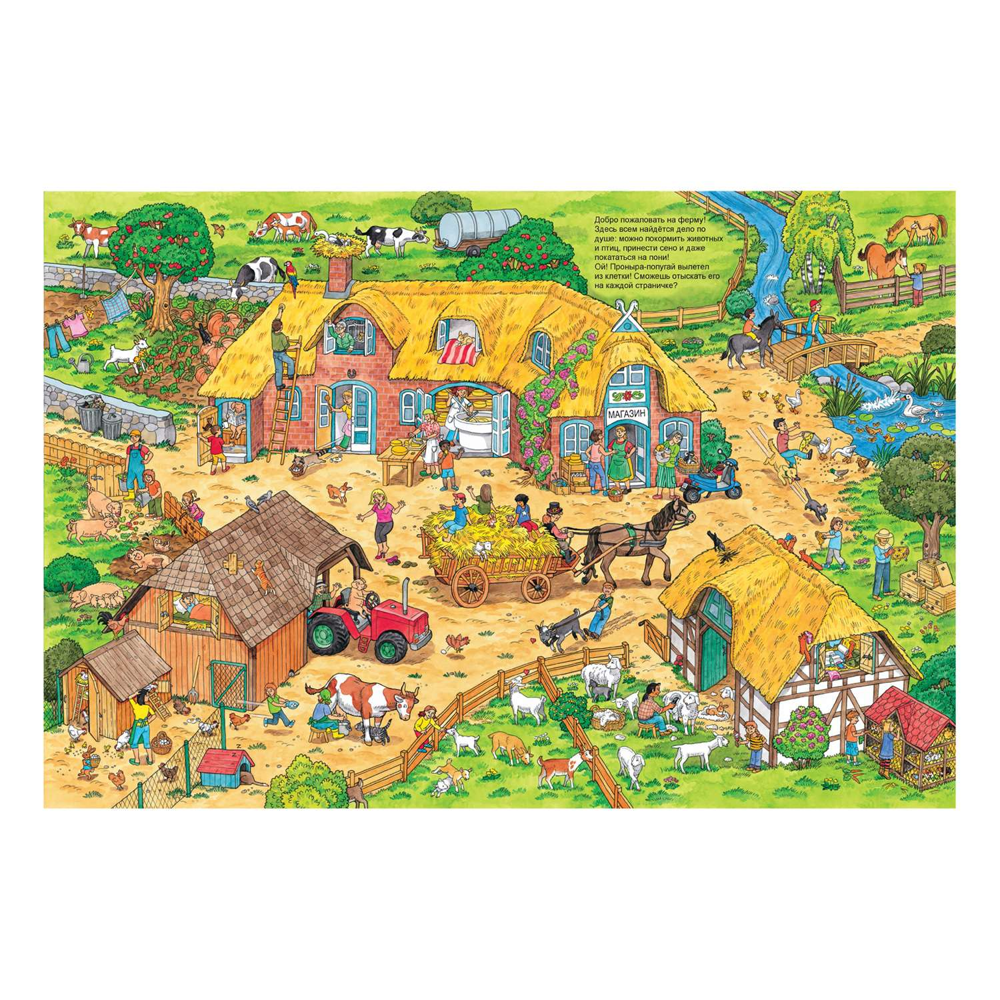 Добро пожаловать на ферму!
Здесь всем найдётся дело по
душе: можно покормить животных
и птиц, принести сено и даже
покататься на пони!
Ой! Проныра-попугай вылетел
из клетки! Сможешь отыскать его
на каждой страничке?
МАГАЗИН
z
z